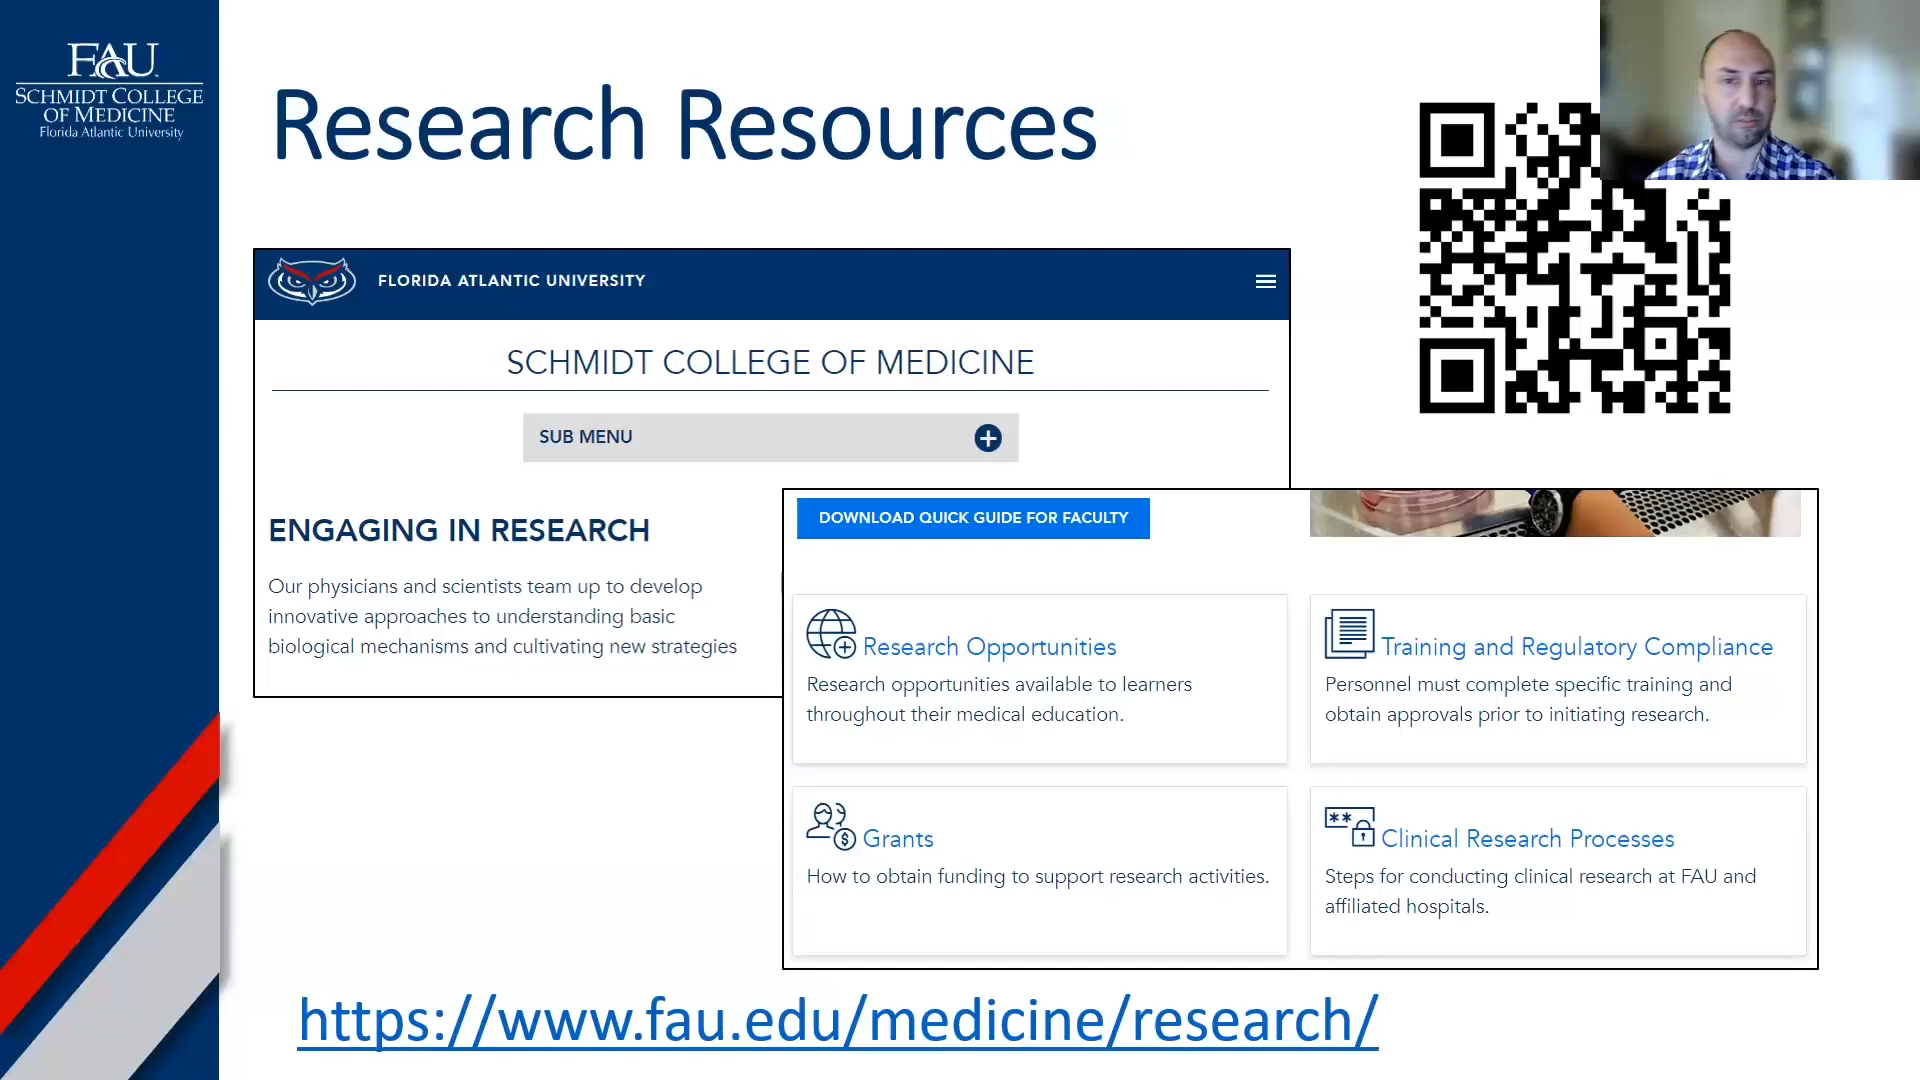 FAU
SCHMIDT COLLEGE
OF MEDICINE
Florida Atlantic University
Research Resources
FLORIDA ATLANTIC UNIVERSITY
SCHMIDT COLLEGE OF MEDICINE
SUB MENU
ENGAGING IN RESEARCH
Our physicians and scientists team up to develop
innovative approaches to understanding basic
biological mechanisms and cultivating new strategies
DOWNLOAD QUICK GUIDE FOR FACULTY
Research Opportunities
Research opportunities available to learners
throughout their medical education.
Training and Regulatory Compliance
Personnel must complete specific training and
obtain approvals prior to initiating research.
Grants
How to obtain funding to support research activities.
Clinical Research Processes
Steps for conducting clinical research at FAU and
affiliated hospitals.
https://www.fau.edu/medicine/research/